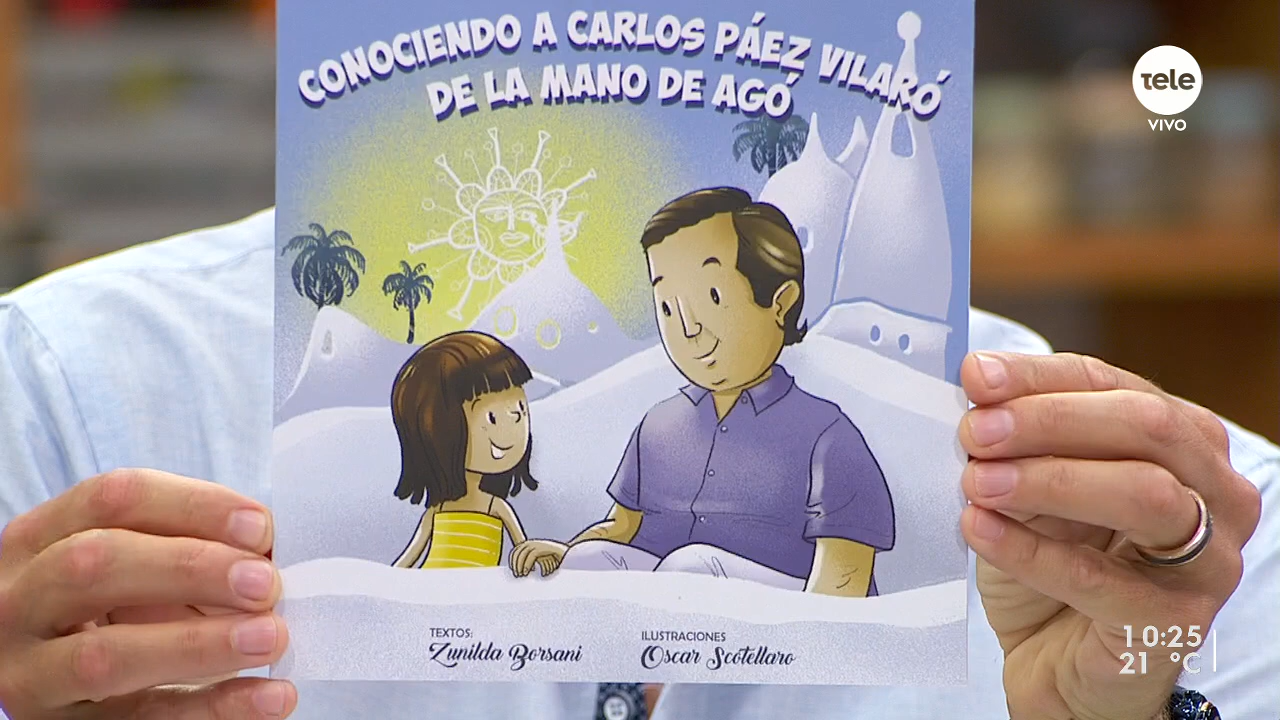 CONOCIENDO A CARLOS PÁEZ VILARÓ
DE LA MANO DE AGÓ
TEXTOS:
Zunilda Borsani
ILUSTRACIONES
Oscar Scotellaro
tele
VIVO
10:25
21 °C